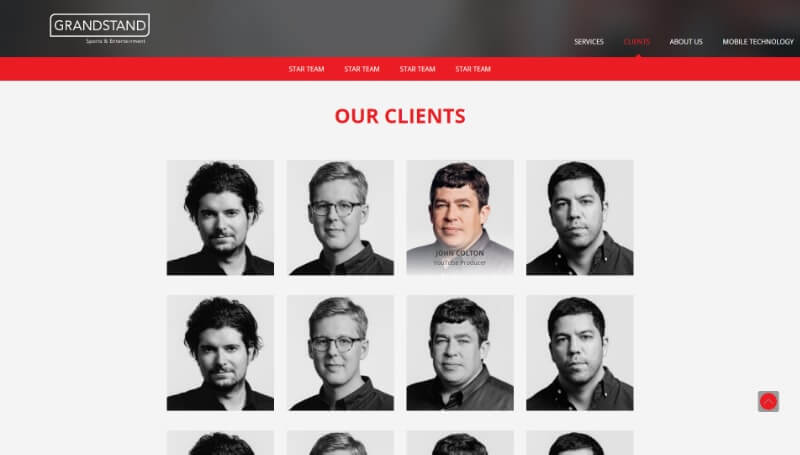 GRANDSTAND
Sports & Entertainment
SERVICES CLIENTS ABOUT US MOBILE TECHNOLOGY
STAR TEAM STAR TEAM STAR TEAM STAR TEAM
OUR CLIENTS
JOHN COLTON
YouTube Producer